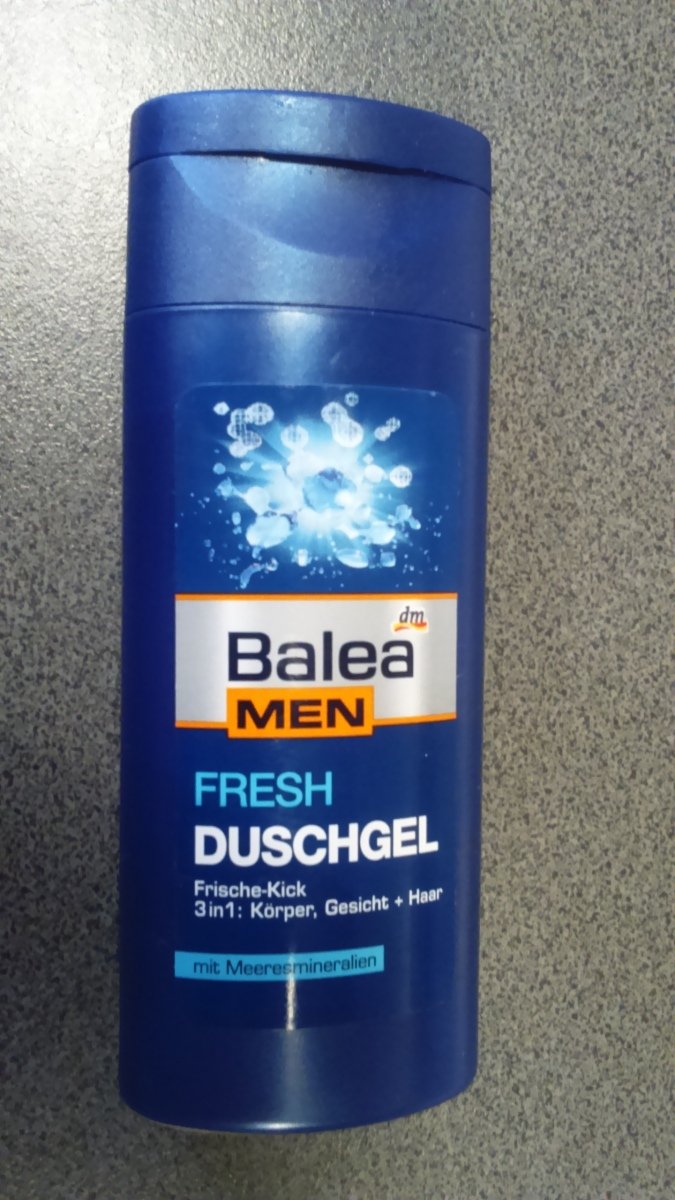 dm
Balea
MEN
FRESH
DUSCHGEL
Frische-Kick
3in1: Körper, Gesicht + Haar
mit Meeresmineralien